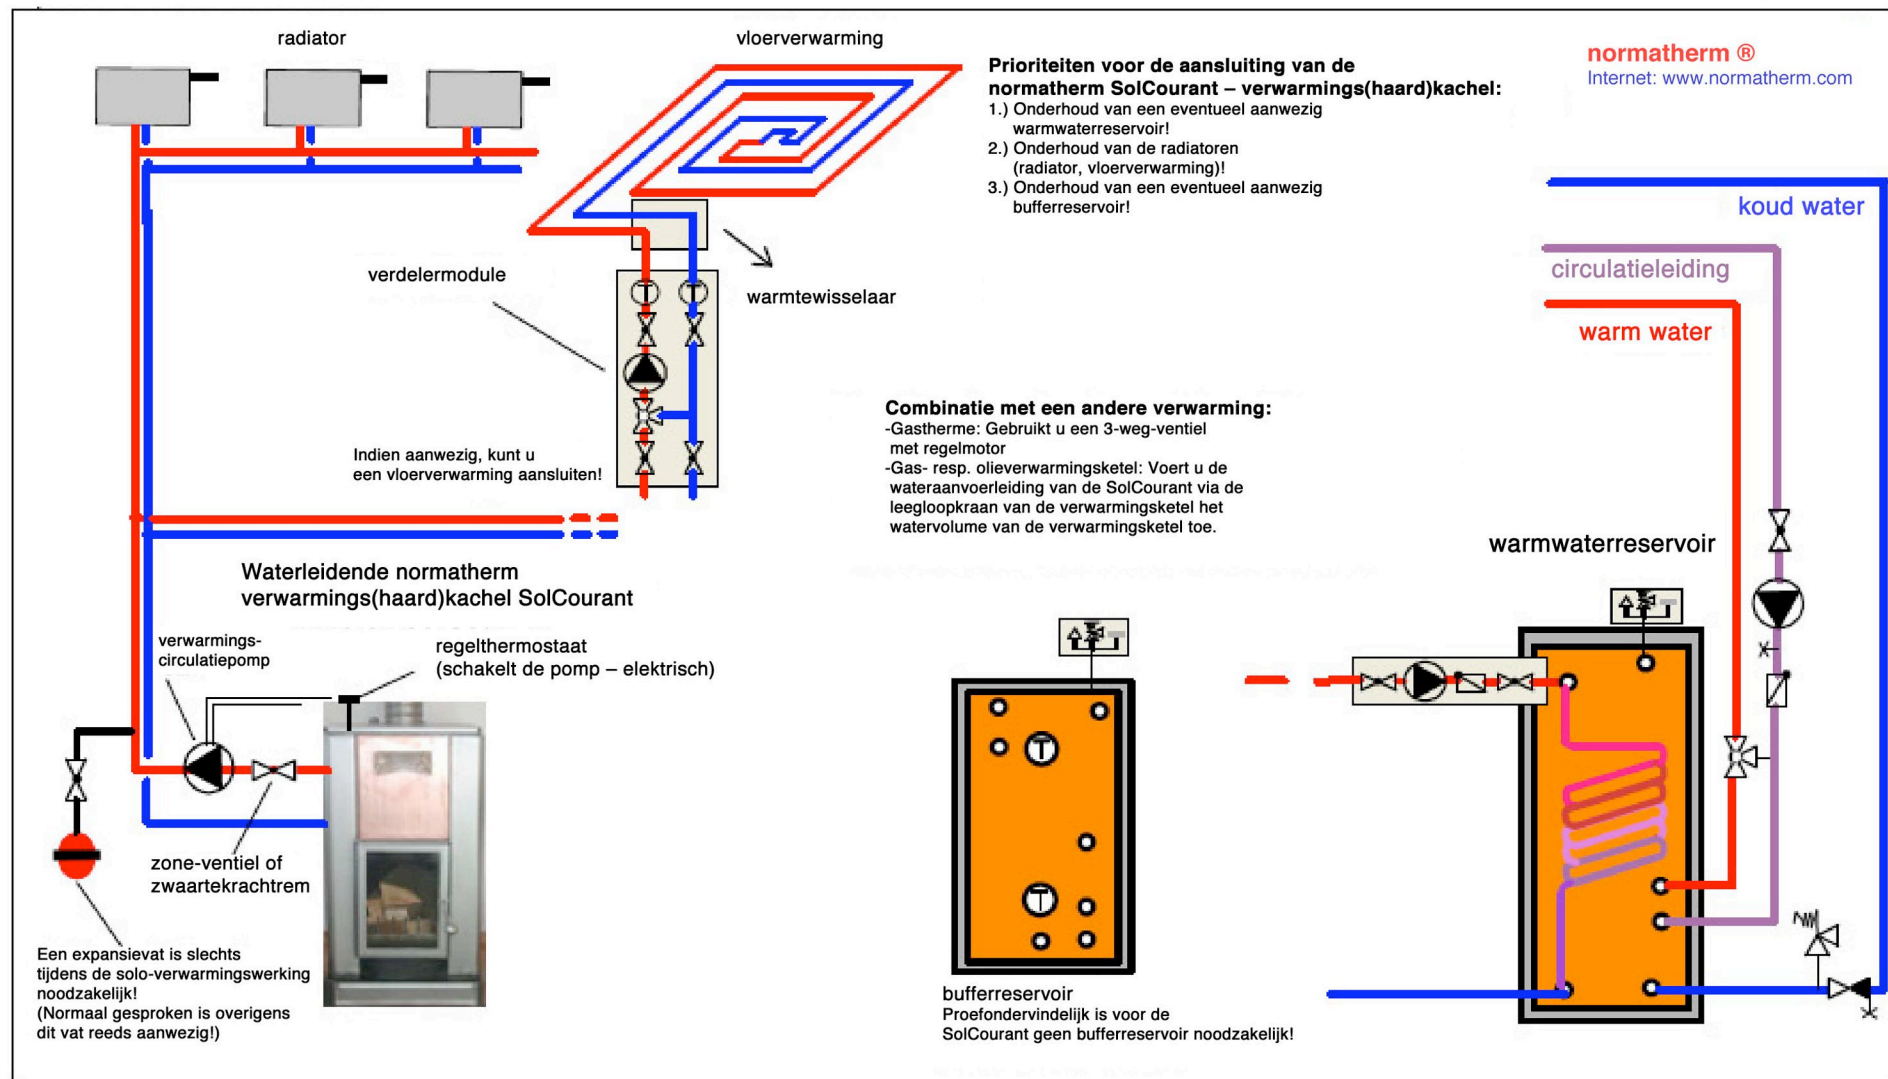 radiator
vloerverwarming
Prioriteiten voor de aansluiting van de
normatherm SolCourant – verwarmings(haard)kachel:
1.) Onderhoud van een eventueel aanwezig
warmwaterreservoir!
2.) Onderhoud van de radiatoren
(radiator, vloerverwarming)!
3.) Onderhoud van een eventueel aanwezig
bufferreservoir!
normatherm ®
Internet: www.normatherm.com
koud water
circulatieleiding
warm water
verdelermodule
warmtewisselaar
T T
Indien aanwezig, kunt u
een vloerverwarming aansluiten!
Combinatie met een andere verwarming:
-Gastherme: Gebruikt u een 3-weg-ventiel
met regelmotor
-Gas- resp. olieverwarmingsketel: Voert u de
wateraanvoerleiding van de SolCourant via de
leegloopkraan van de verwarmingsketel het
watervolume van de verwarmingsketel toe.
Waterleidende normatherm
verwarmings(haard)kachel SolCourant
verwarmings-
circulatiepomp
regelthermostaat
(schakelt de pomp – elektrisch)
zone-ventiel of
zwaartekrachtrem
Een expansievat is slechts
tijdens de solo-verwarmingswerking
noodzakelijk!
(Normaal gesproken is overigens
dit vat reeds aanwezig!)
T
T
bufferreservoir
Proefondervindelijk is voor de
SolCourant geen bufferreservoir noodzakelijk!
warmwaterreservoir